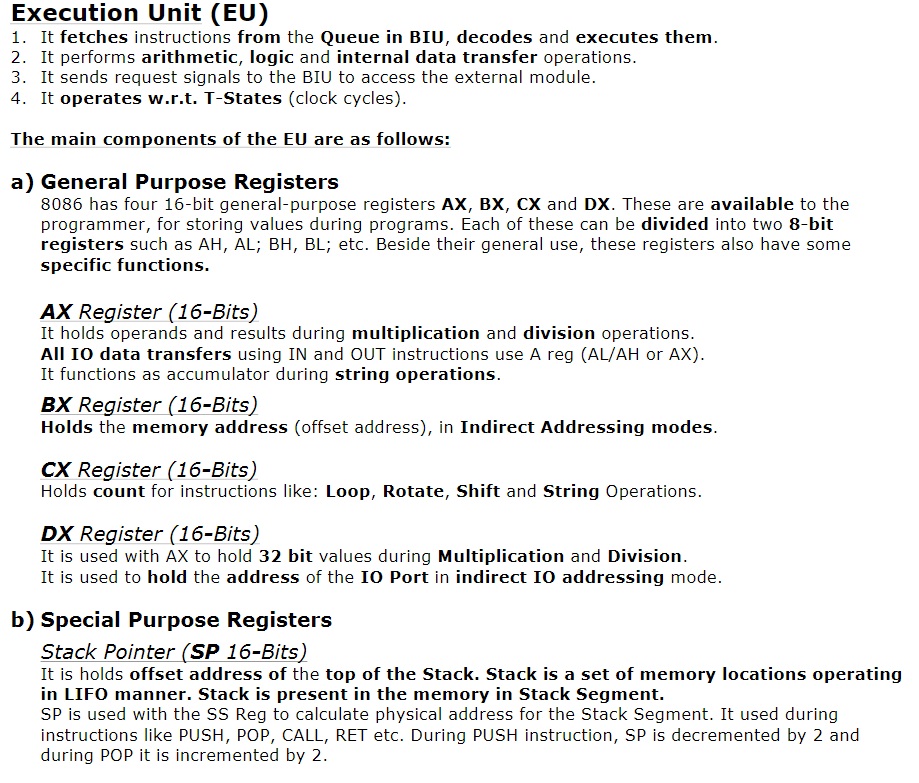 Execution Unit (EU)
1. It fetches instructions from the Queue in BIU, decodes and executes them.
2. It performs arithmetic, logic and internal data transfer operations.
3. It sends request signals to the BIU to access the external module.
4. It operates w.r.t. T-States (clock cycles).
The main components of the EU are as follows:
a) General Purpose Registers
8086 has four 16-bit general-purpose registers AX, BX, CX and DX. These are available to the
programmer, for storing values during programs. Each of these can be divided into two 8-bit
registers such as AH, AL; BH, BL; etc. Beside their general use, these registers also have some
specific functions.
AX Register (16-Bits)
It holds operands and results during multiplication and division operations.
All IO data transfers using IN and OUT instructions use A reg (AL/AH or AX).
It functions as accumulator during string operations.
BX Register (16-Bits)
Holds the memory address (offset address), in Indirect Addressing modes.
CX Register (16-Bits)
Holds count for instructions like: Loop, Rotate, Shift and String Operations.
DX Register (16-Bits)
It is used with AX to hold 32 bit values during Multiplication and Division.
It is used to hold the address of the IO Port in indirect IO addressing mode.
b) Special Purpose Registers
Stack Pointer (SP 16-Bits)
It is holds offset address of the top of the Stack. Stack is a set of memory locations operating
in LIFO manner. Stack is present in the memory in Stack Segment.
SP is used with the SS Reg to calculate physical address for the Stack Segment. It used during
instructions like PUSH, POP, CALL, RET etc. During PUSH instruction, SP is decremented by 2 and
during POP it is incremented by 2.